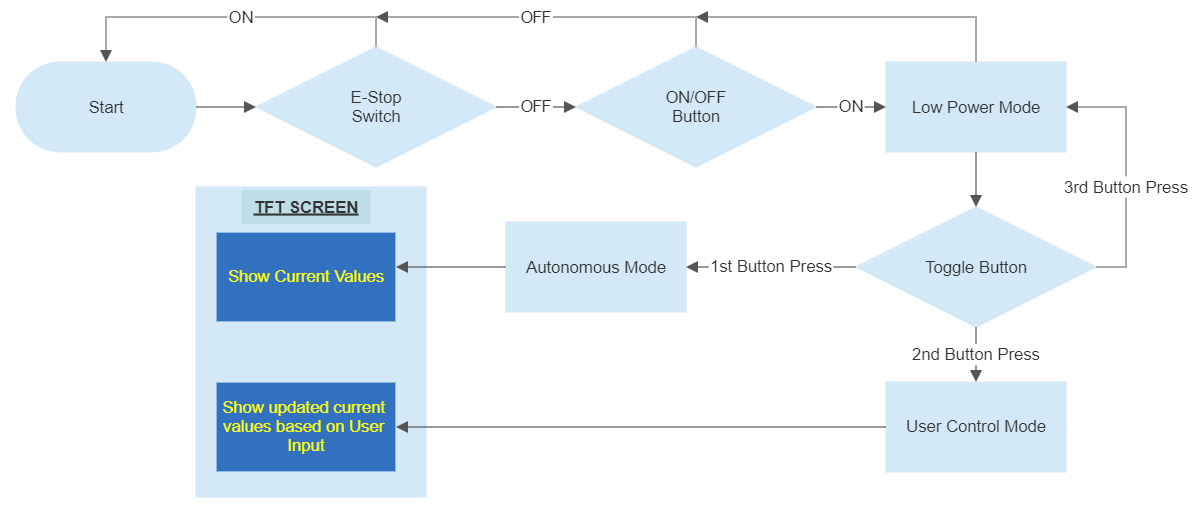 ON
OFF
Start
E-Stop
Switch
OFF
ON/OFF
Button
ON
Low Power Mode
3rd Button Press
TFT SCREEN
Show Current Values
Autonomous Mode
1st Button Press
Toggle Button
2nd Button Press
Show updated current
values based on User
Input
User Control Mode